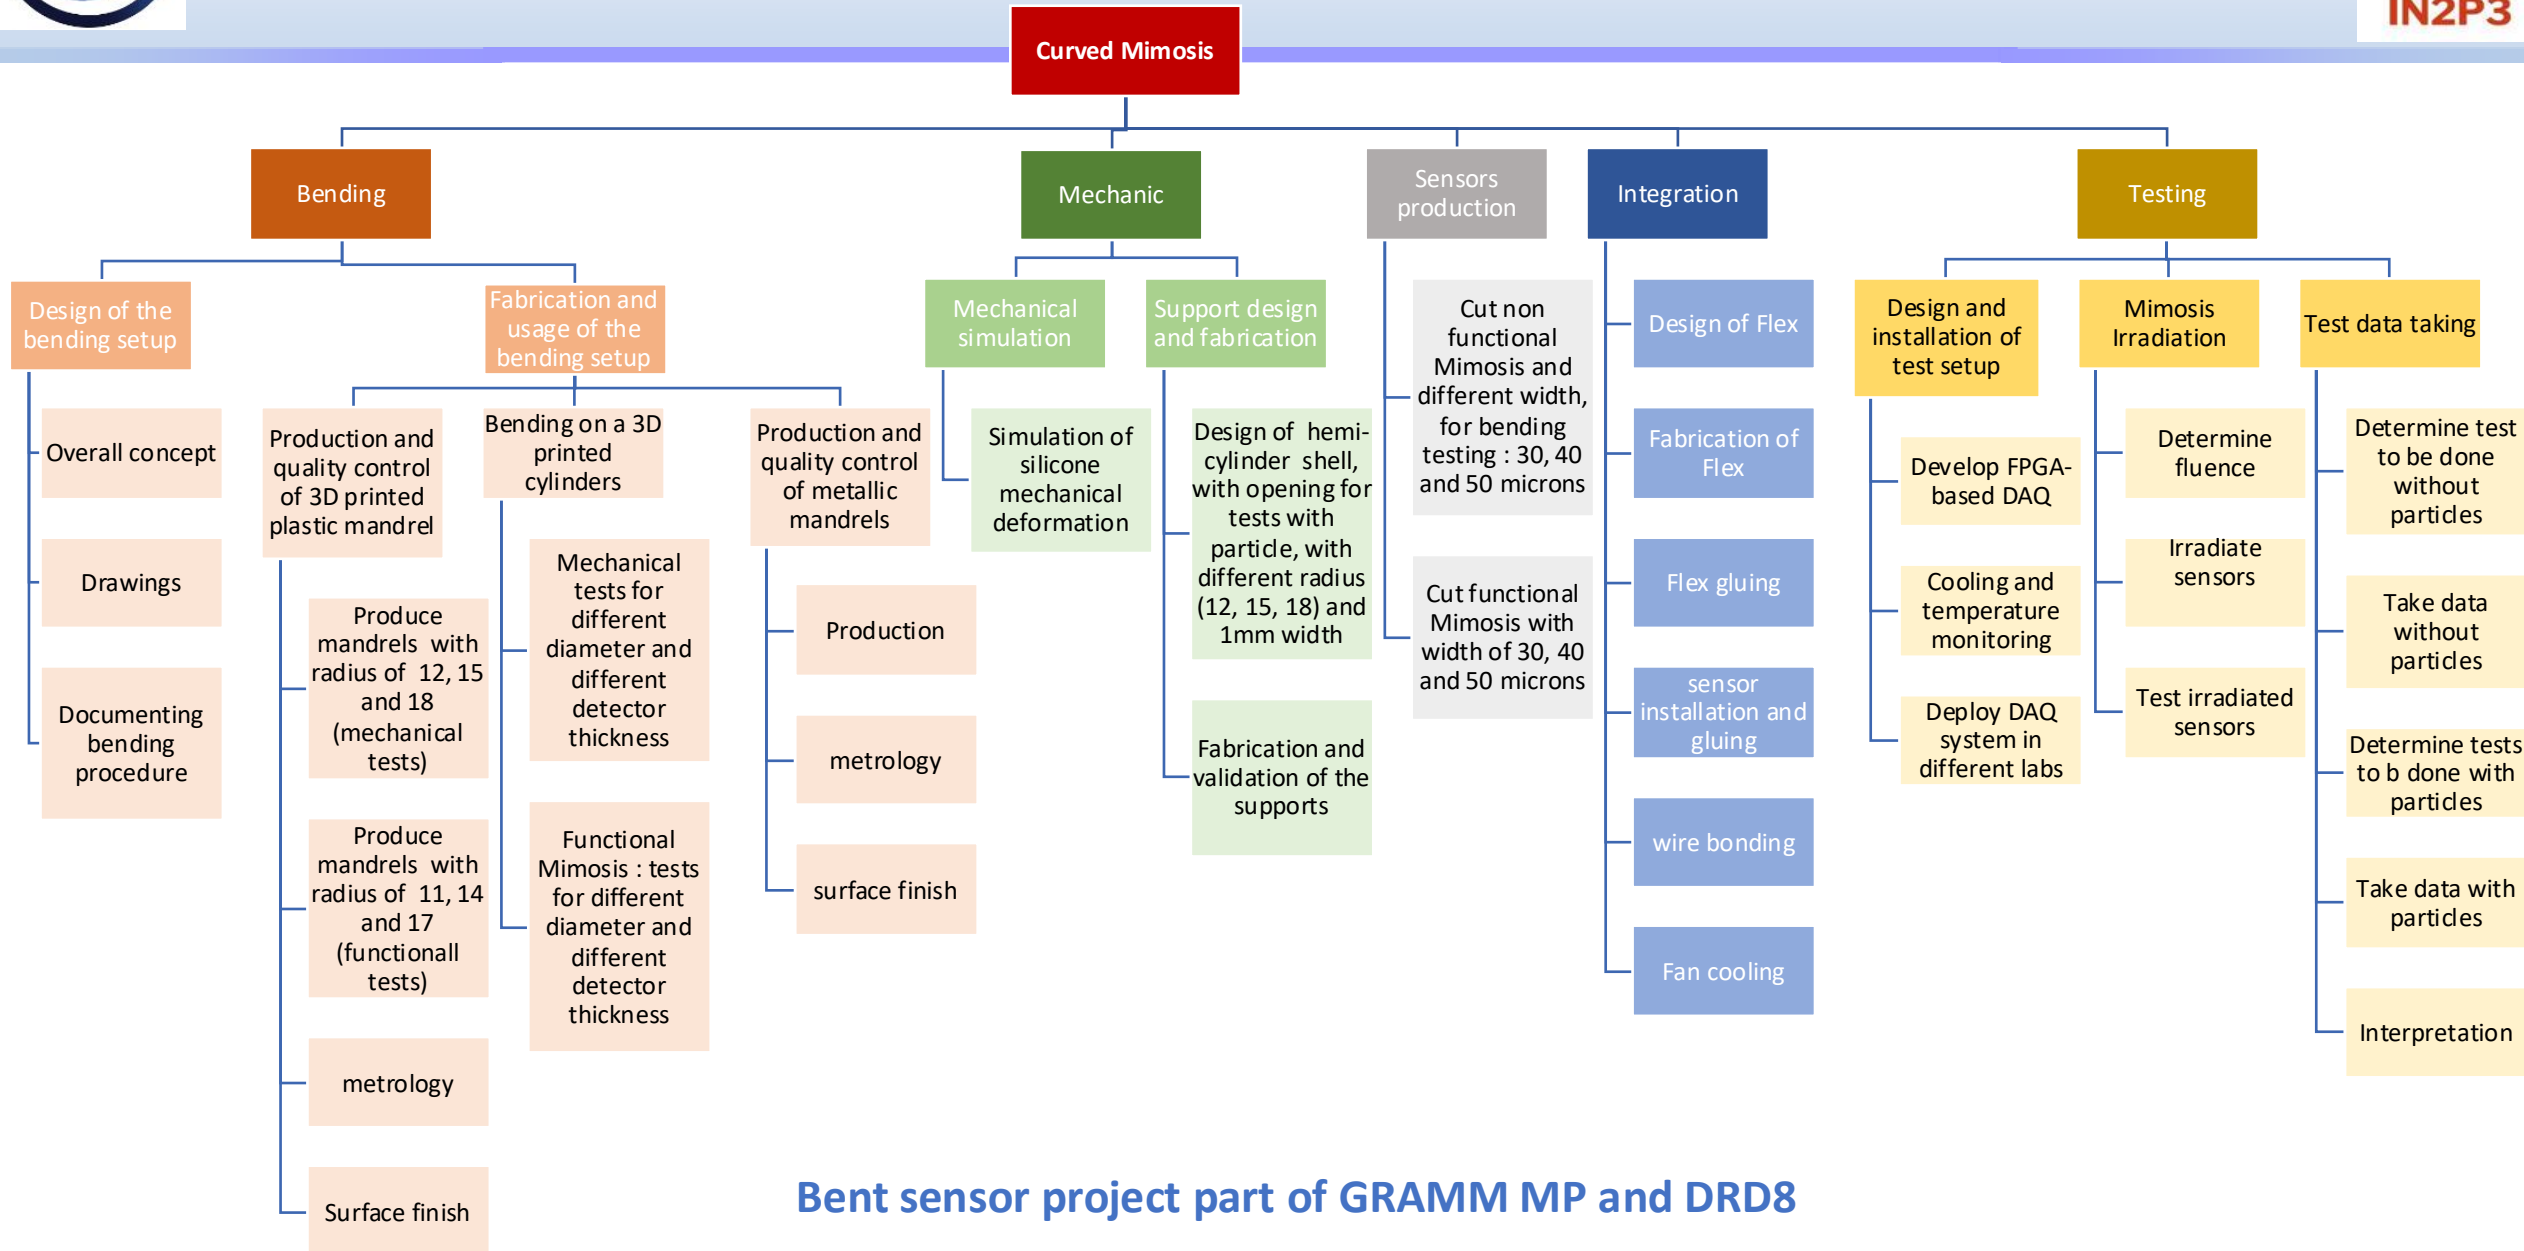 IN2P3
Curved Mimosis
Bending
Mechanic
Sensors
production
Integration
Testing
Design of the
bending setup
Overall concept
Drawings
Documenting
bending
procedure
Fabrication and
usage of the
bending setup
Production and
quality control
of 3D printed
plastic mandrel
Produce
mandrels with
radius of 12, 15
and 18
(mechanical
tests)
Produce
mandrels with
radius of 11, 14
and 17
(functionall
tests)
metrology
Surface finish
Bending on a 3D
printed
cylinders
Mechanical
tests for
different
diameter and
different
detector
thickness
Functional
Mimosis : tests
for different
diameter and
different
detector
thickness
Production and
quality control
of metallic
mandrels
Production
metrology
surface finish
Mechanical
simulation
Simulation of
silicone
mechanical
deformation
Support design
and fabrication
Design of hemi-
cylinder shell,
with opening for
tests with
particle, with
different radius
(12, 15, 18) and
1mm width
Fabrication and
validation of the
supports
Cut non
functional
Mimosis and
different width,
for bending
testing : 30, 40
and 50 microns
Cut functional
Mimosis with
width of 30, 40
and 50 microns
Design of Flex
Fabrication of
Flex
Flex gluing
sensor
installation and
gluing
wire bonding
Fan cooling
Design and
installation of
test setup
Develop FPGA-
based DAQ
Cooling and
temperature
monitoring
Deploy DAQ
system in
different labs
Mimosis
Irradiation
Determine
fluence
Irradiate
sensors
Test irradiated
sensors
Test data taking
Determine test
to be done
without
particles
Take data
without
particles
Determine tests
to b done with
particles
Take data with
particles
Interpretation
Bent sensor project part of GRAMM MP and DRD8